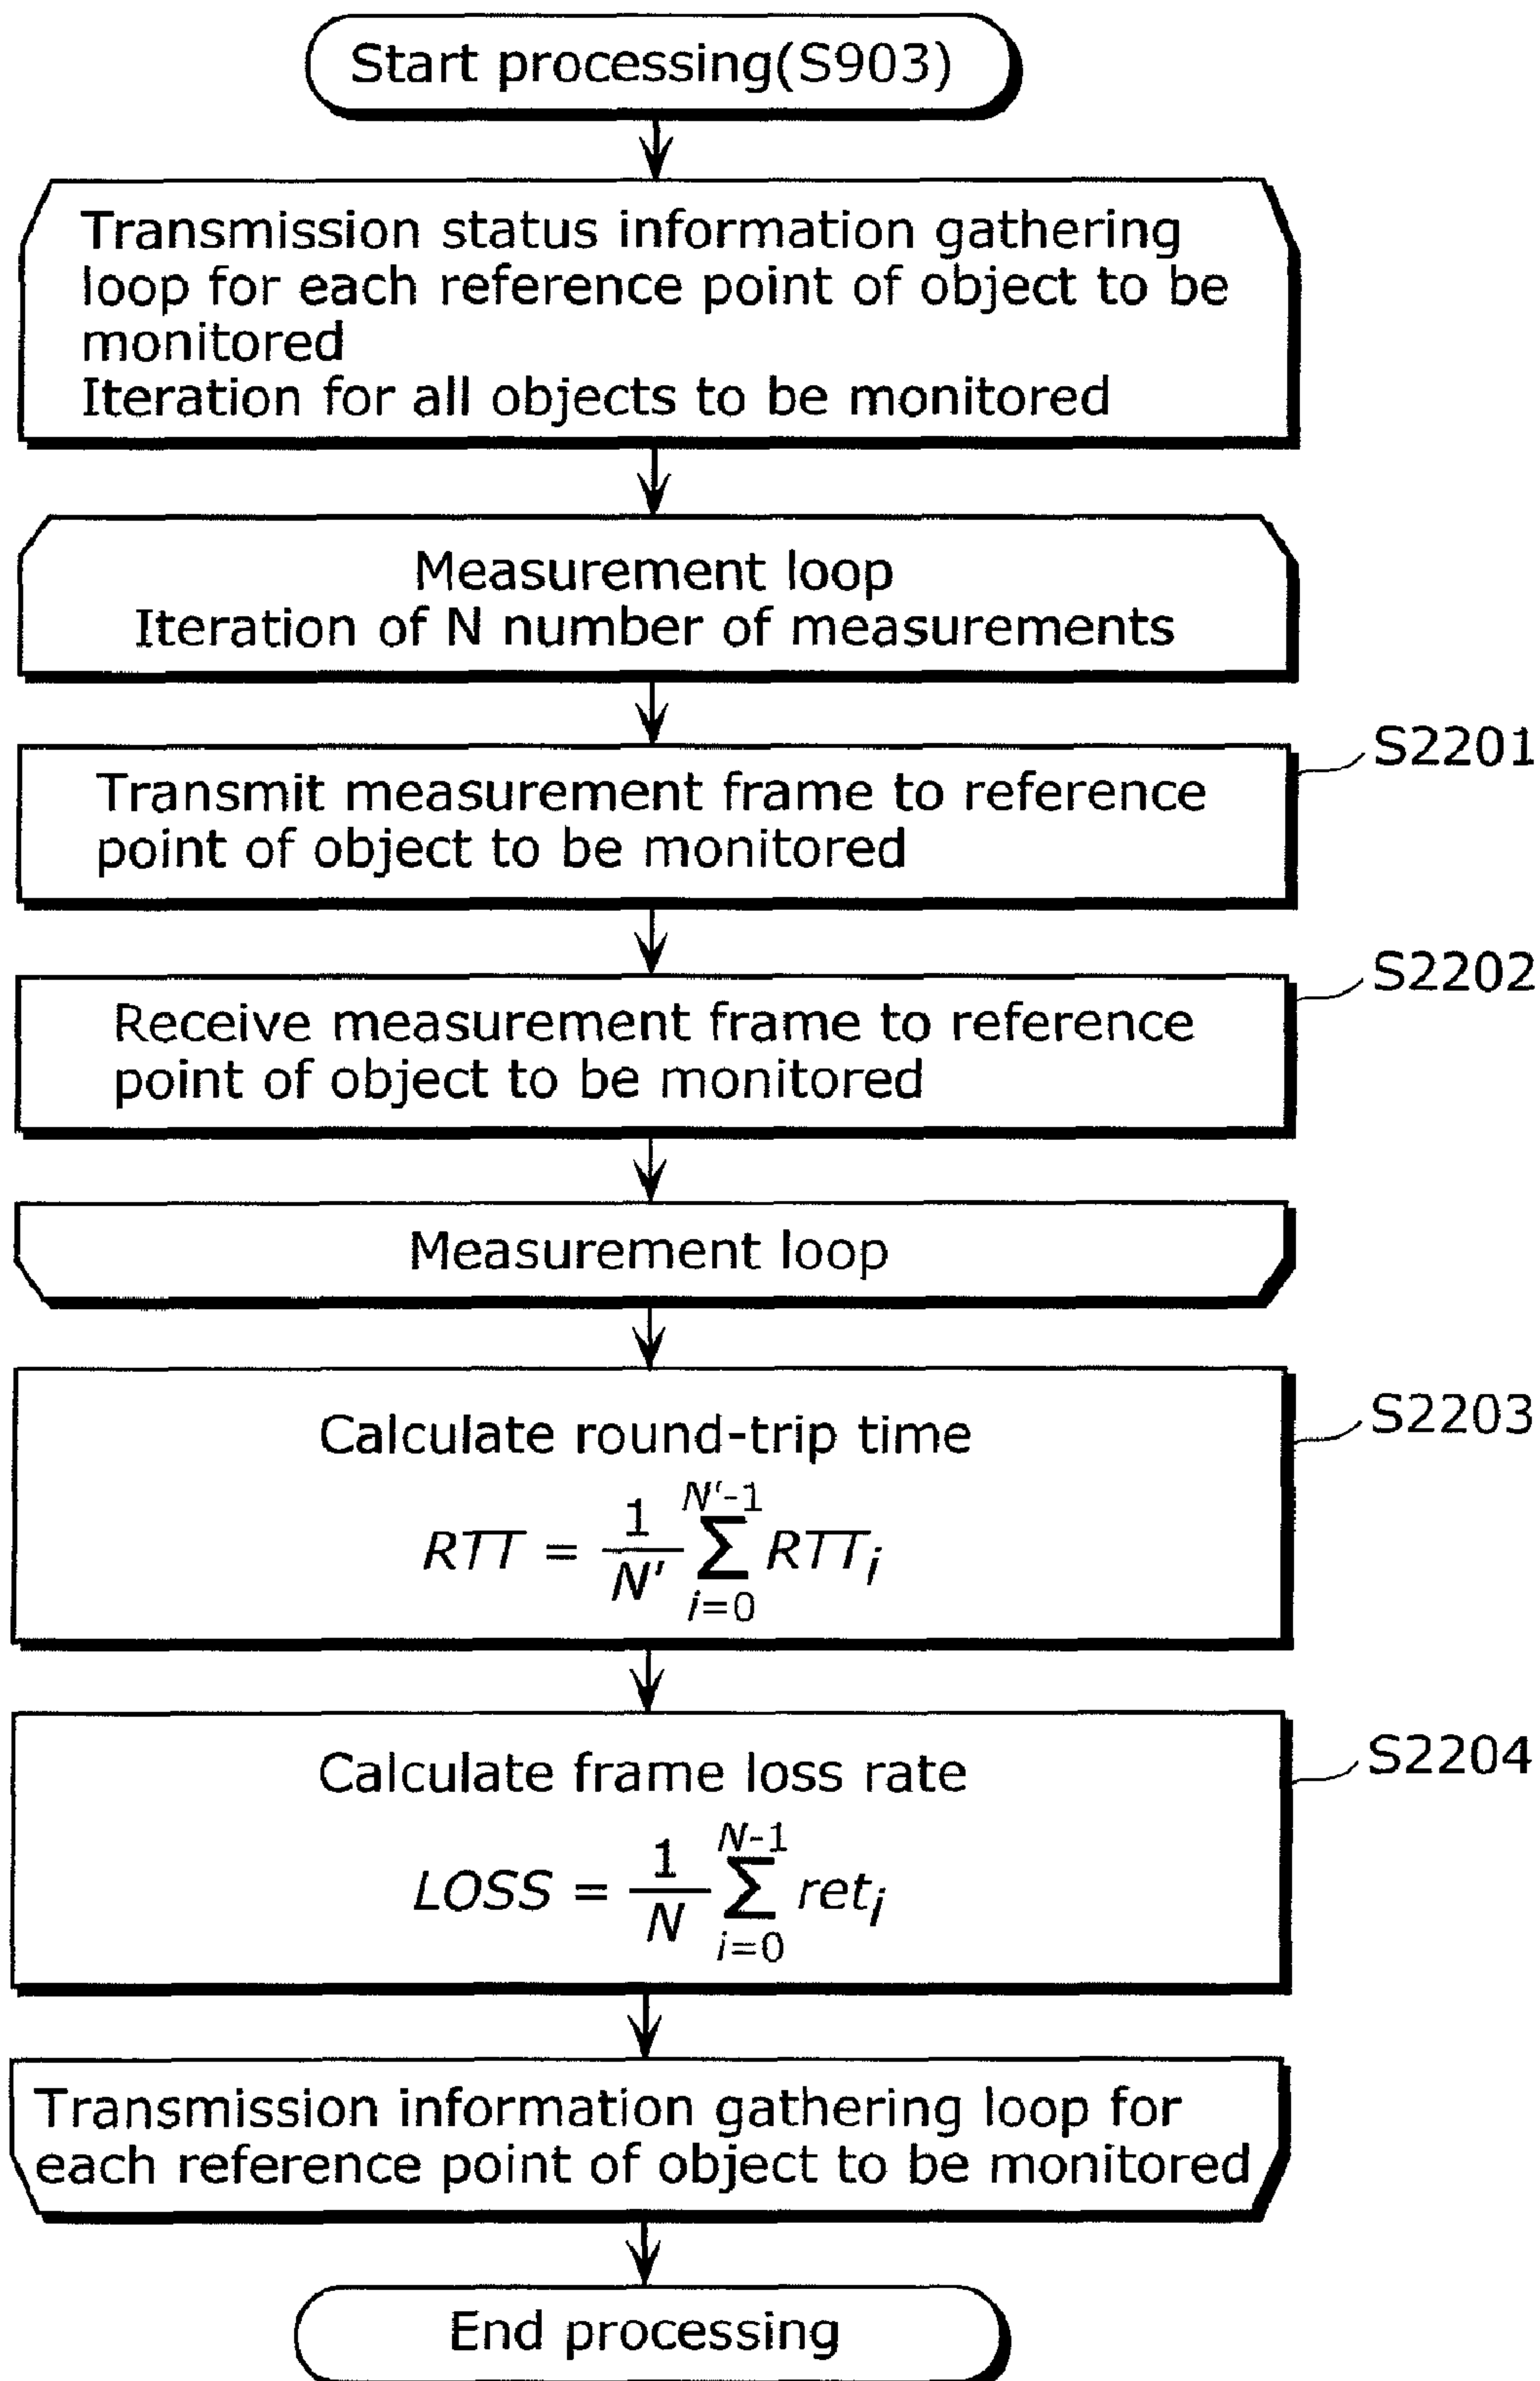 Start processing(S903)
Transmission status information gathering
loop for each reference point of object to be
monitored
Iteration for all objects to be monitored
Measurement loop
Iteration of N number of measurements
S2201
Transmit measurement frame to reference
point of object to be monitored
S2202
Receive measurement frame to reference
point of object to be monitored
Measurement loop
S2203
Calculate round-trip time
RTT = 1/N' Σ_{i=0}^{N'-1} RTT_i
S2204
Calculate frame loss rate
LOSS = 1/N Σ_{i=0}^{N-1} ret_i
Transmission information gathering loop for
each reference point of object to be monitored
End processing